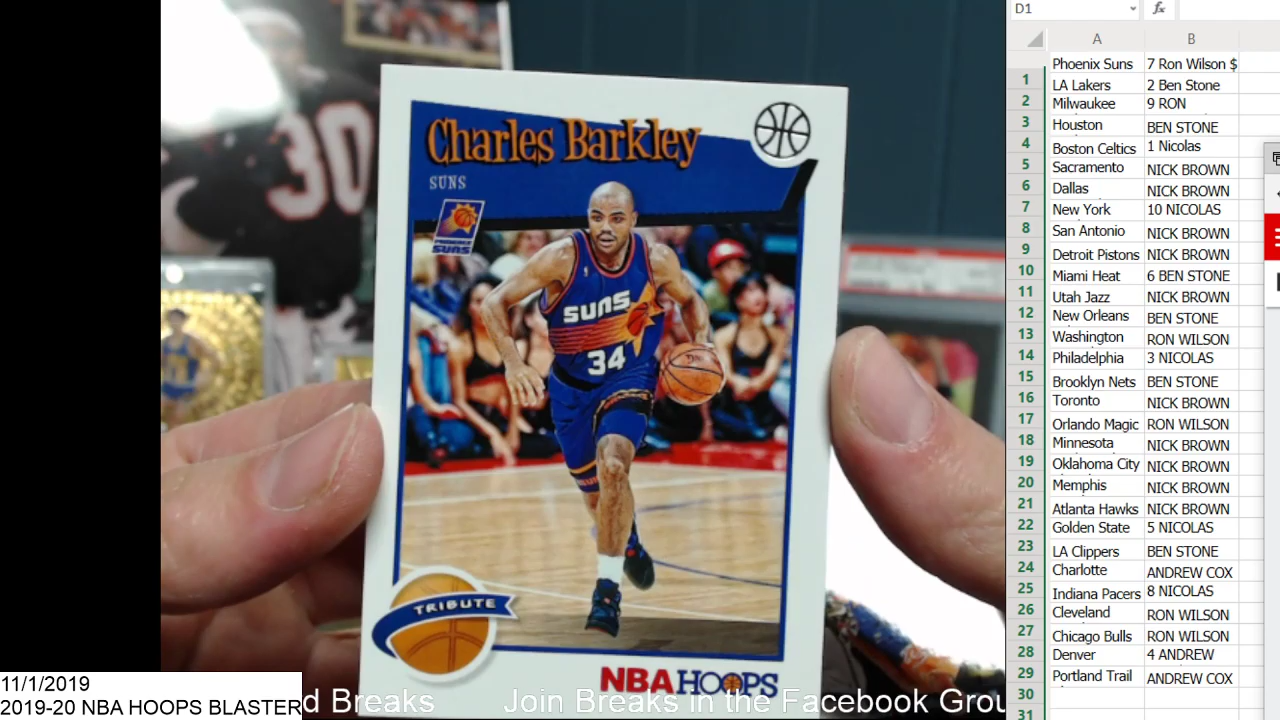 30
Charles Barkley
SUNS
PHOENIX
SUNS
SUNS
34
TRIBUTE
NBA HOOPS
11/1/2019
2019-20 NBA HOOPS BLASTER
d Breaks Join Breaks in the Facebook Grou
D1 fx
A B
Phoenix Suns 7 Ron Wilson $
1 LA Lakers 2 Ben Stone
2 Milwaukee 9 RON
3 Houston BEN STONE
4 Boston Celtics 1 Nicolas
5 Sacramento NICK BROWN
6 Dallas NICK BROWN
7 New York 10 NICOLAS
8 San Antonio NICK BROWN
9 Detroit Pistons NICK BROWN
10 Miami Heat 6 BEN STONE
11 Utah Jazz NICK BROWN
12 New Orleans BEN STONE
13 Washington RON WILSON
14 Philadelphia 3 NICOLAS
15 Brooklyn Nets BEN STONE
16 Toronto NICK BROWN
17 Orlando Magic RON WILSON
18 Minnesota NICK BROWN
19 Oklahoma City NICK BROWN
20 Memphis NICK BROWN
21 Atlanta Hawks NICK BROWN
22 Golden State 5 NICOLAS
23 LA Clippers BEN STONE
24 Charlotte ANDREW COX
25 Indiana Pacers 8 NICOLAS
26 Cleveland RON WILSON
27 Chicago Bulls RON WILSON
28 Denver 4 ANDREW
29 Portland Trail ANDREW COX
30
31